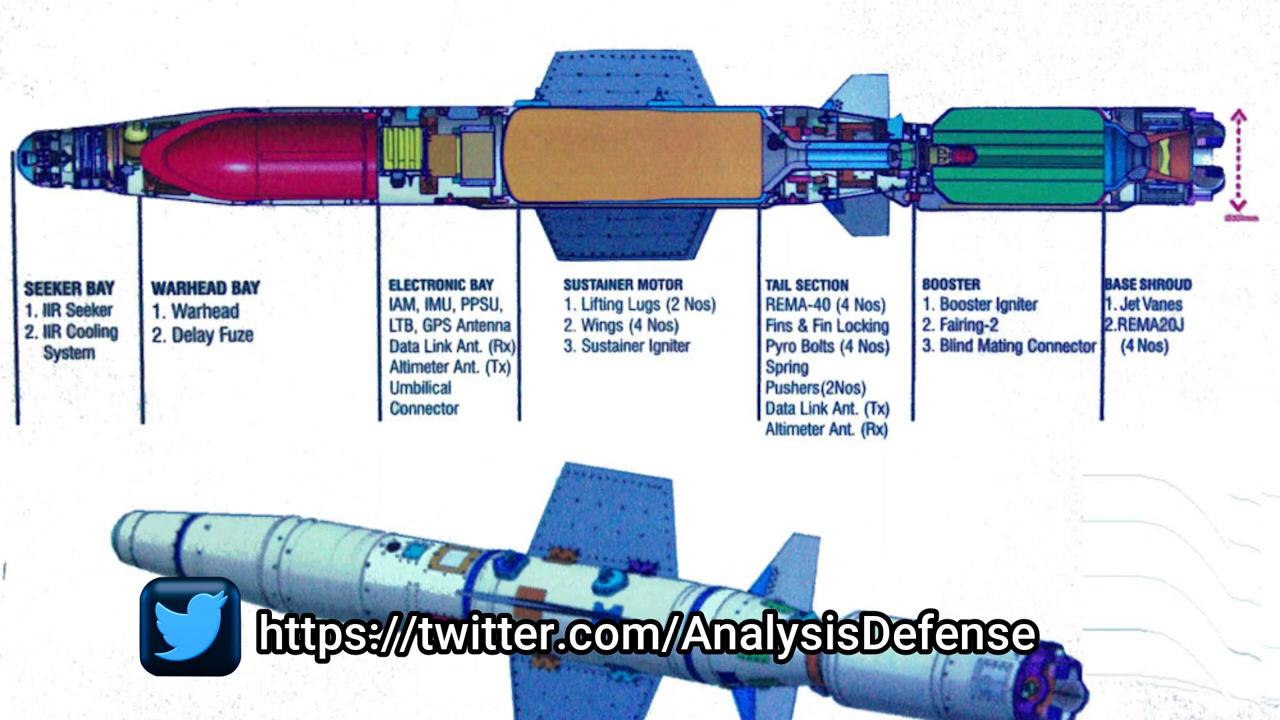 SEEKER BAY
1. IIR Seeker
2. IIR Cooling
System
WARHEAD BAY
1. Warhead
2. Delay Fuze
ELECTRONIC BAY
IAM, IMU, PPSU,
LTB, GPS Antenna
Data Link Ant. (Rx)
Altimeter Ant. (Tx)
Umbilical
Connector
SUSTAINER MOTOR
1. Lifting Lugs (2 Nos)
2. Wings (4 Nos)
3. Sustainer Igniter
TAIL SECTION
REMA-40 (4 Nos)
Fins & Fin Locking
Pyro Bolts (4 Nos)
Spring
Pushers(2Nos)
Data Link Ant. (Tx)
Altimeter Ant. (Rx)
BOOSTER
1. Booster Igniter
2. Fairing-2
3. Blind Mating Connector
BASE SHROUD
1. Jet Vanes
2.REMA20J
(4 Nos)
https://twitter.com/AnalysisDefense